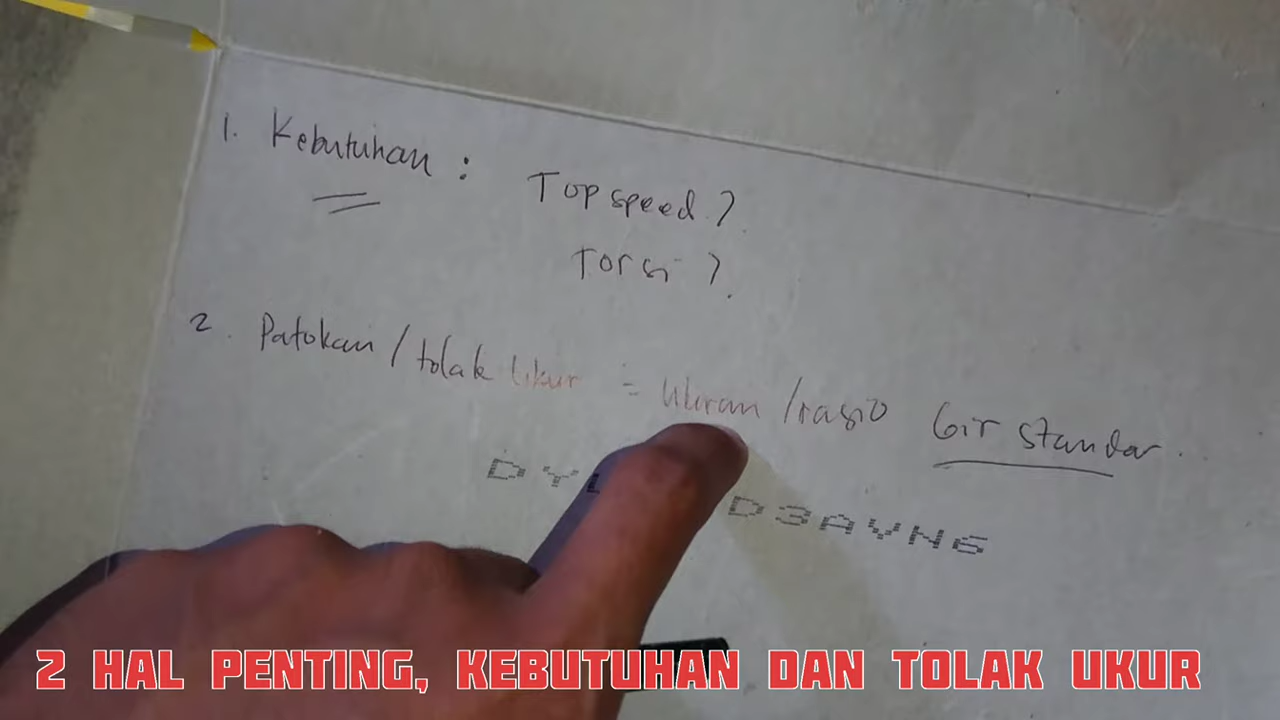 1. Kebutuhan : Top speed ?
Torsi ?
2. Patokan / tolak ukur = ukuran / rasio Gir standar.
DY D3AVN6
2 HAL PENTING, KEBUTUHAN DAN TOLAK UKUR